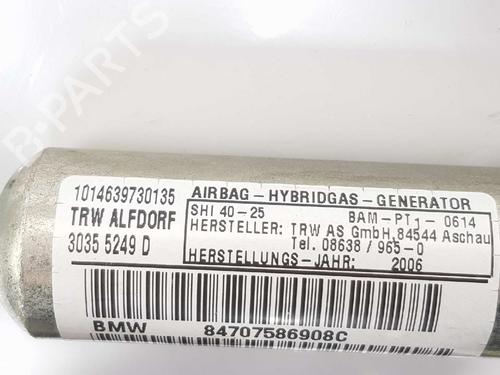 B-PARTS
1014639730135
TRW ALFDORF
3035 5249 D
AIRBAG-HYBRIDGAS-GENERATOR
SHI 40-25 BAM-PT1-0614
HERSTELLER: TRW AS GmbH, 84544 Aschau
Tel. 08638 / 965-0
HERSTELLUNGS-JAHR: 2006
BMW 84707586908C